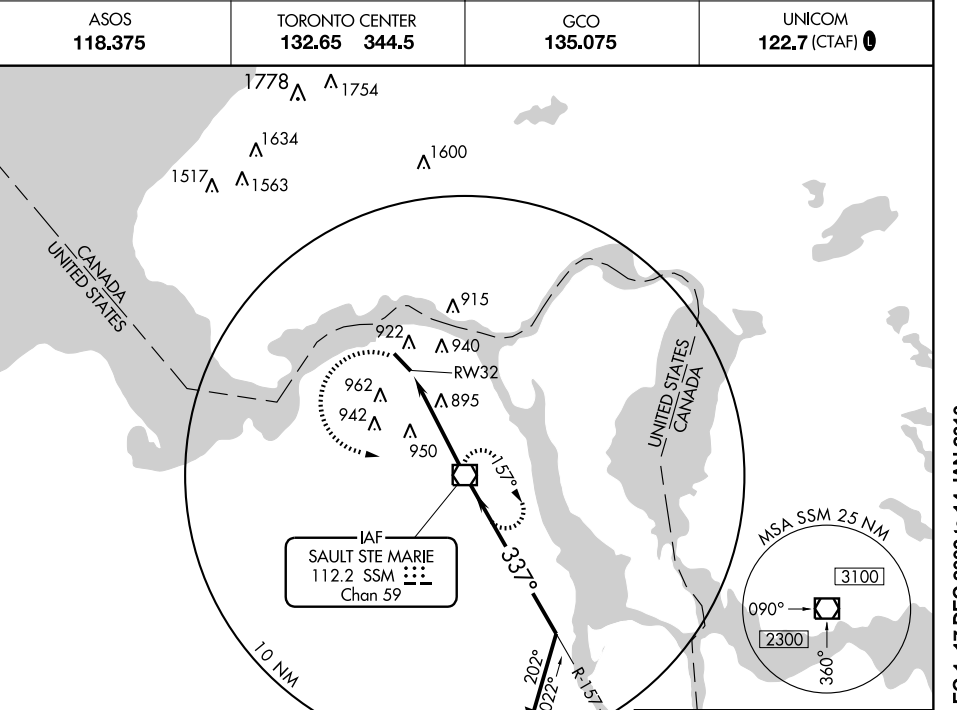 ASOS
118.375
TORONTO CENTER
132.65 344.5
GCO
135.075
UNICOM
122.7 (CTAF) L
1778
1754
1634
1600
1517
1563
CANADA
UNITED STATES
915
922
940
RW32
962
895
942
950
UNITED STATES
CANADA
157°
IAF
SAULT STE MARIE
112.2 SSM
Chan 59
337°
MSA SSM 25 NM
3100
090°
2300
360°
10 NM
202°
022°
R-157